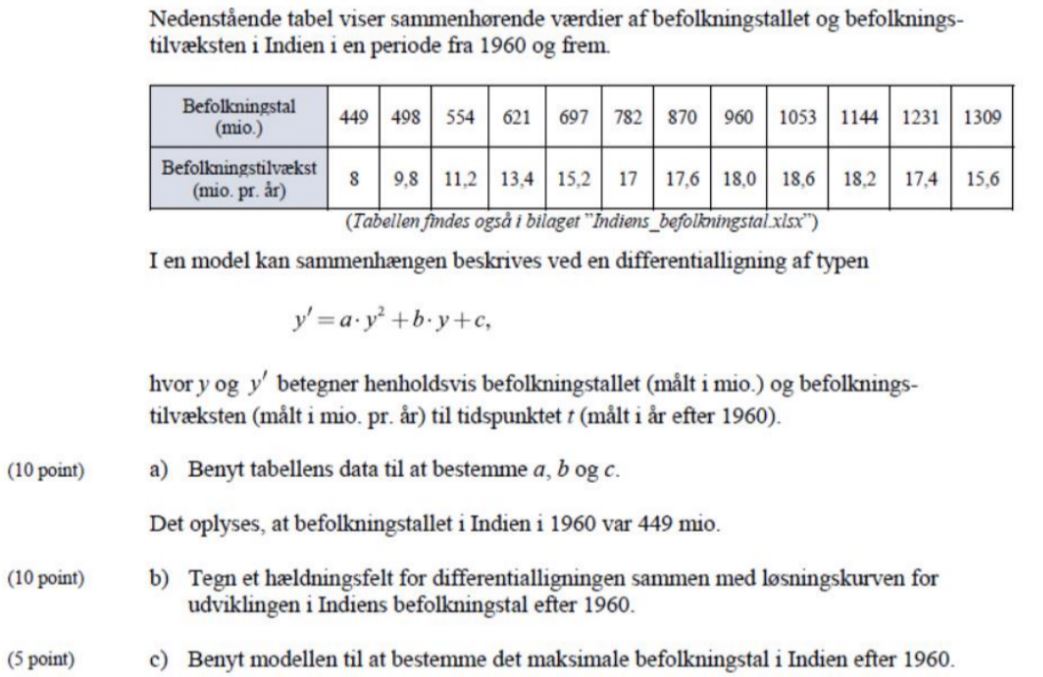 Nedenstående tabel viser sammenhørende værdier af befolkningstallet og befolknings-
tilvæksten i Indien i en periode fra 1960 og frem.
Befolkningstal (mio.) 449 498 554 621 697 782 870 960 1053 1144 1231 1309
Befolkningstilvækst (mio. pr. år) 8 9,8 11,2 13,4 15,2 17 17,6 18,0 18,6 18,2 17,4 15,6
(Tabellen findes også i bilaget ”Indiens_befolkningstal.xlsx”)
I en model kan sammenhængen beskrives ved en differentialligning af typen
y′ = a · y² + b · y + c,
hvor y og y′ betegner henholdsvis befolkningstallet (målt i mio.) og befolknings-
tilvæksten (målt i mio. pr. år) til tidspunktet t (målt i år efter 1960).
(10 point) a) Benyt tabellens data til at bestemme a, b og c.
Det oplyses, at befolkningstallet i Indien i 1960 var 449 mio.
(10 point) b) Tegn et hældningsfelt for differentialligningen sammen med løsningskurven for
udviklingen i Indiens befolkningstal efter 1960.
(5 point) c) Benyt modellen til at bestemme det maksimale befolkningstal i Indien efter 1960.